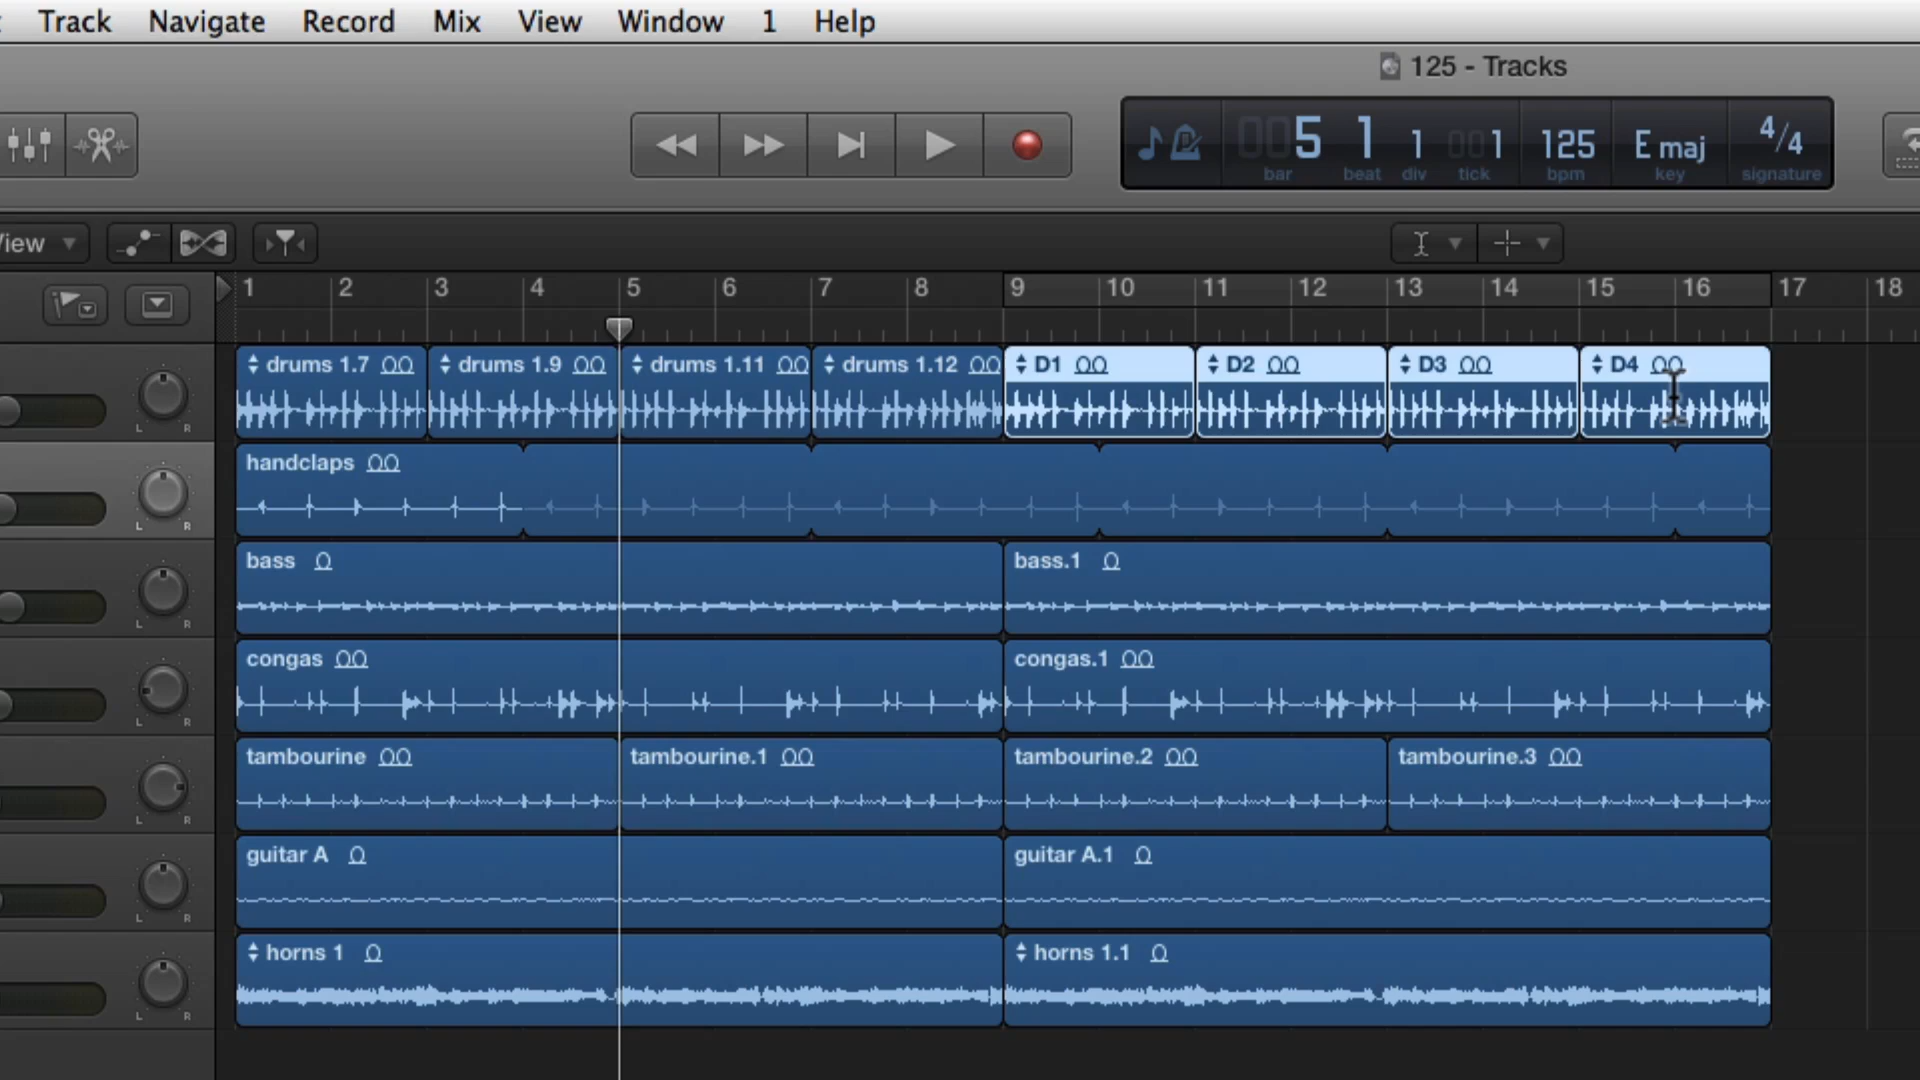 Track Navigate Record Mix View Window 1 Help
125 - Tracks
005 1 1 001 125 E maj 4/4
bar beat div tick bpm key signature
View
1 2 3 4 5 6 7 8 9 10 11 12 13 14 15 16 17 18
drums 1.7 drums 1.9 drums 1.11 drums 1.12 D1 D2 D3 D4
L R
handclaps
L R
bass bass.1
L R
congas congas.1
L R
tambourine tambourine.1 tambourine.2 tambourine.3
L R
guitar A guitar A.1
L R
horns 1 horns 1.1
L R